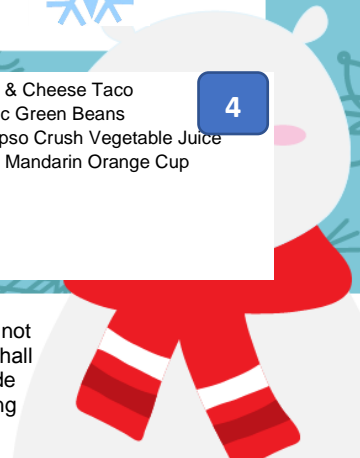 & Cheese Taco
4
c Green Beans
pso Crush Vegetable Juice
Mandarin Orange Cup
not
hall
de
ng